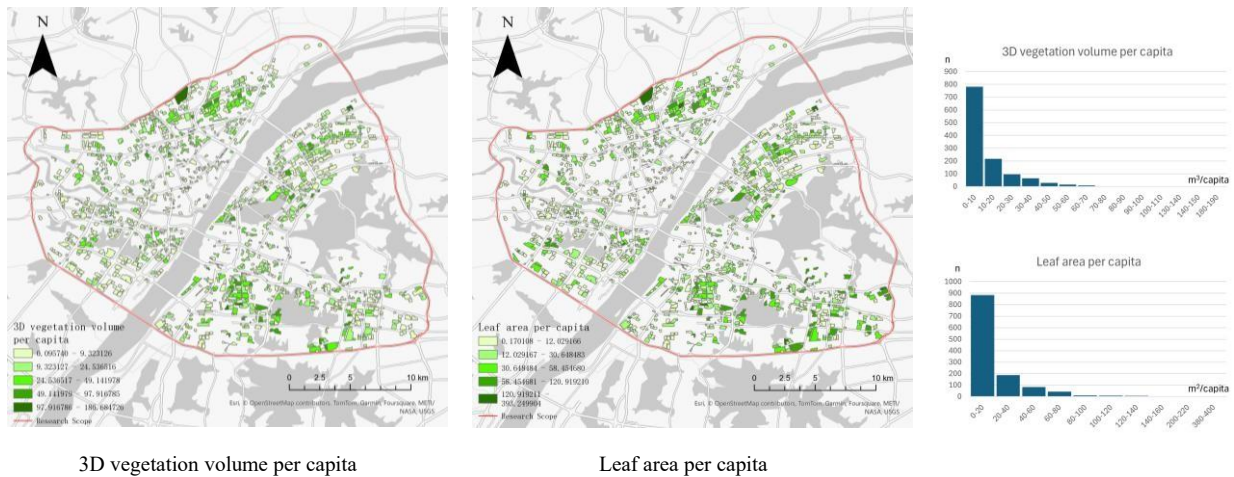 N
3D vegetation volume
per capita
0.095740 - 9.323126
9.323127 - 24.536516
24.536517 - 49.141978
49.141979 - 97.916785
97.916786 - 186.684726
Research Scope
0 2.5 5 10 km
Esri, © OpenStreetMap contributors, TomTom, Garmin, Foursquare, METI/
NASA, USGS
3D vegetation volume per capita
N
Leaf area per capita
0.170108 - 12.029166
12.029167 - 30.648483
30.648484 - 58.454680
58.454681 - 120.919210
120.919211 -
393.249904
Research Scope
0 2.5 5 10 km
Esri, © OpenStreetMap contributors, TomTom, Garmin, Foursquare, METI/
NASA, USGS
Leaf area per capita
3D vegetation volume per capita
n
900
800
700
600
500
400
300
200
100
0
m³/capita
0-10 10-20 20-30 30-40 40-50 50-60 60-70 70-80 80-90 90-100 100-110 130-140 140-150 180-190
Leaf area per capita
n
1000
900
800
700
600
500
400
300
200
100
0
m²/capita
0-20 20-40 40-60 60-80 80-100 100-120 120-140 140-160 200-220 380-400